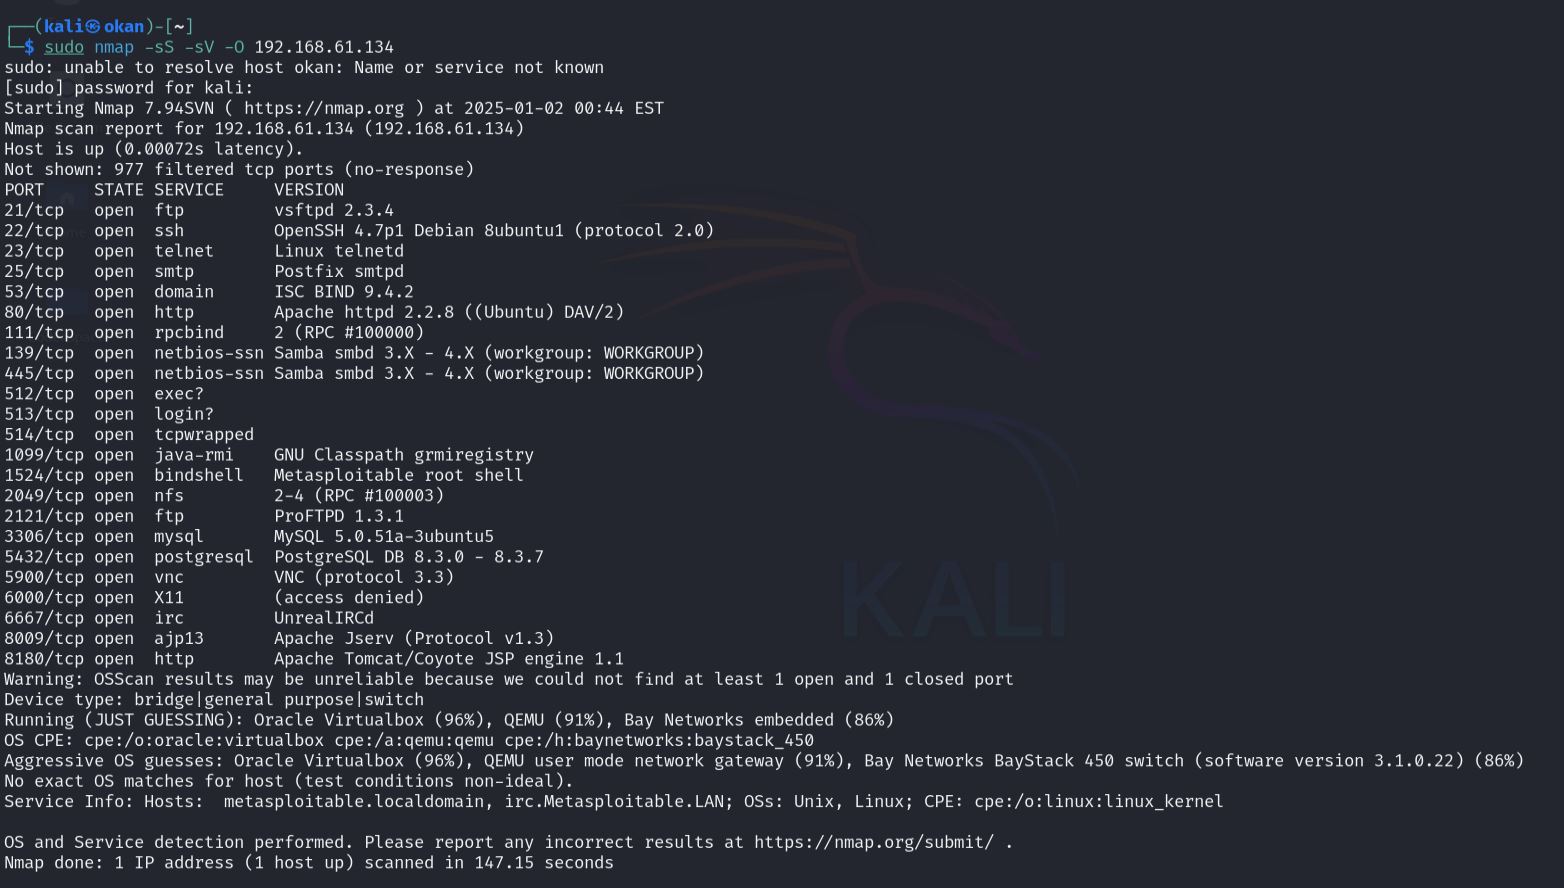 ┌──(kali㉿okan)-[~]
└─$ sudo nmap -sS -sV -O 192.168.61.134
sudo: unable to resolve host okan: Name or service not known
[sudo] password for kali:
Starting Nmap 7.94SVN ( https://nmap.org ) at 2025-01-02 00:44 EST
Nmap scan report for 192.168.61.134 (192.168.61.134)
Host is up (0.00072s latency).
Not shown: 977 filtered tcp ports (no-response)
PORT     STATE SERVICE     VERSION
21/tcp   open  ftp         vsftpd 2.3.4
22/tcp   open  ssh         OpenSSH 4.7p1 Debian 8ubuntu1 (protocol 2.0)
23/tcp   open  telnet      Linux telnetd
25/tcp   open  smtp        Postfix smtpd
53/tcp   open  domain      ISC BIND 9.4.2
80/tcp   open  http        Apache httpd 2.2.8 ((Ubuntu) DAV/2)
111/tcp  open  rpcbind     2 (RPC #100000)
139/tcp  open  netbios-ssn Samba smbd 3.X - 4.X (workgroup: WORKGROUP)
445/tcp  open  netbios-ssn Samba smbd 3.X - 4.X (workgroup: WORKGROUP)
512/tcp  open  exec?
513/tcp  open  login?
514/tcp  open  tcpwrapped
1099/tcp open  java-rmi    GNU Classpath grmiregistry
1524/tcp open  bindshell   Metasploitable root shell
2049/tcp open  nfs         2-4 (RPC #100003)
2121/tcp open  ftp         ProFTPD 1.3.1
3306/tcp open  mysql       MySQL 5.0.51a-3ubuntu5
5432/tcp open  postgresql  PostgreSQL DB 8.3.0 - 8.3.7
5900/tcp open  vnc         VNC (protocol 3.3)
6000/tcp open  X11         (access denied)
6667/tcp open  irc         UnrealIRCd
8009/tcp open  ajp13       Apache Jserv (Protocol v1.3)
8180/tcp open  http        Apache Tomcat/Coyote JSP engine 1.1
Warning: OSScan results may be unreliable because we could not find at least 1 open and 1 closed port
Device type: bridge|general purpose|switch
Running (JUST GUESSING): Oracle Virtualbox (96%), QEMU (91%), Bay Networks embedded (86%)
OS CPE: cpe:/o:oracle:virtualbox cpe:/a:qemu:qemu cpe:/h:baynetworks:baystack_450
Aggressive OS guesses: Oracle Virtualbox (96%), QEMU user mode network gateway (91%), Bay Networks BayStack 450 switch (software version 3.1.0.22) (86%)
No exact OS matches for host (test conditions non-ideal).
Service Info: Hosts:  metasploitable.localdomain, irc.Metasploitable.LAN; OSs: Unix, Linux; CPE: cpe:/o:linux:linux_kernel

OS and Service detection performed. Please report any incorrect results at https://nmap.org/submit/ .
Nmap done: 1 IP address (1 host up) scanned in 147.15 seconds
KALI